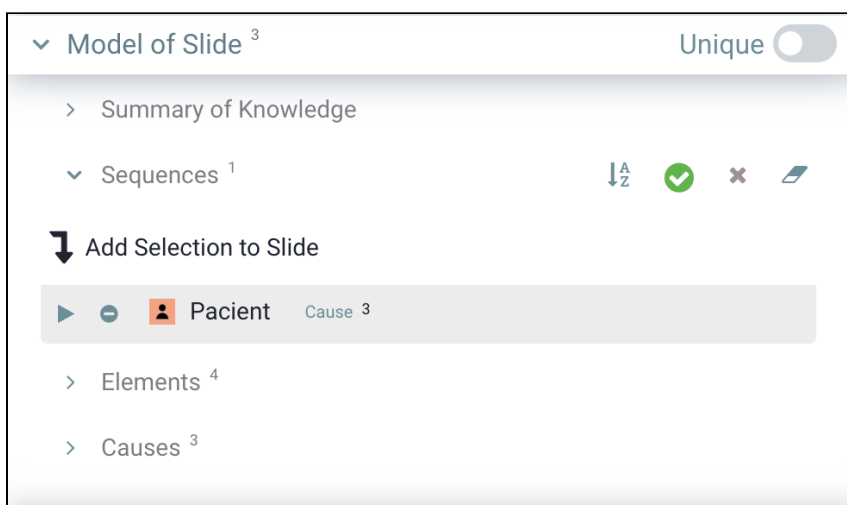 Model of Slide 3 Unique
Summary of Knowledge
Sequences 1 A Z
Add Selection to Slide
Pacient Cause 3
Elements 4
Causes 3